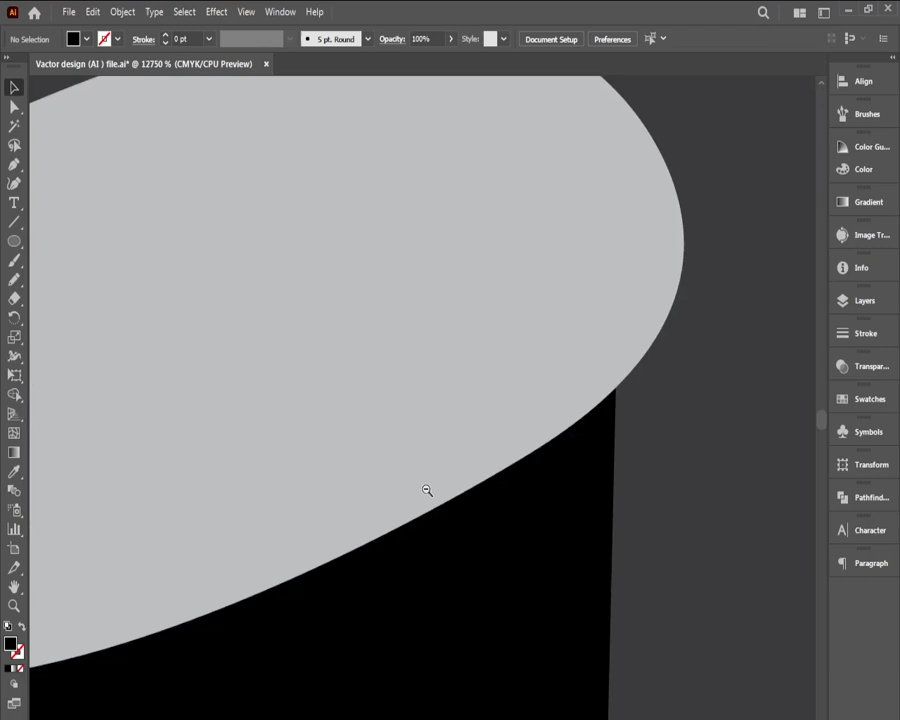 Ai File Edit Object Type Select Effect View Window Help
No Selection Stroke: 0 pt 5 pt. Round Opacity: 100% Style: Document Setup Preferences
Vactor design (AI ) file.ai* @ 12750 % (CMYK/CPU Preview) ×
Align
Brushes
Color Gu...
Color
Gradient
Image Tr...
Info
Layers
Stroke
Transpar...
Swatches
Symbols
Transform
Pathfind...
Character
Paragraph